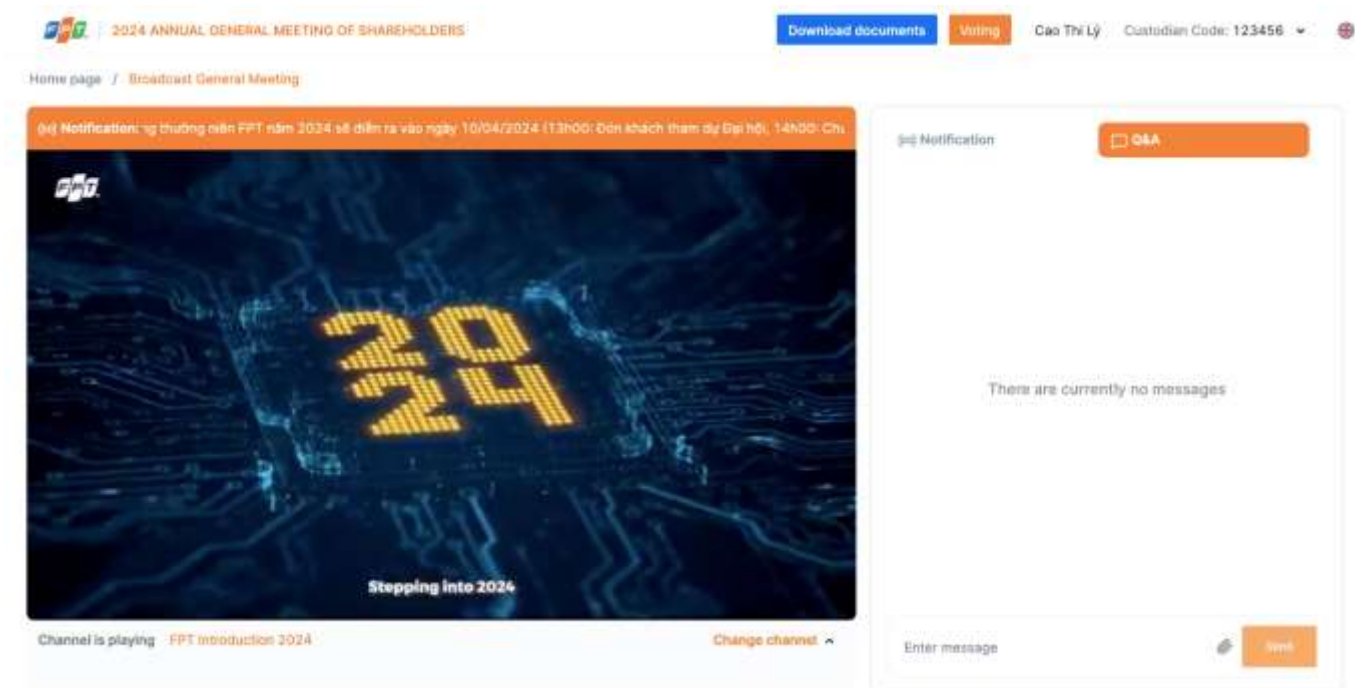 FPT 2024 ANNUAL GENERAL MEETING OF SHAREHOLDERS Download documents Voting Cao Thị Lý Custodian Code: 123456
Home page / Broadcast General Meeting
Notification: ng thường niên FPT năm 2024 sẽ diễn ra vào ngày 10/04/2024 (13h00: Đón khách tham dự Đại hội, 14h00: Chu
Notification Q&A
FPT
There are currently no messages
2024
Stepping into 2024
Channel is playing FPT Introduction 2024 Change channel
Enter message Send